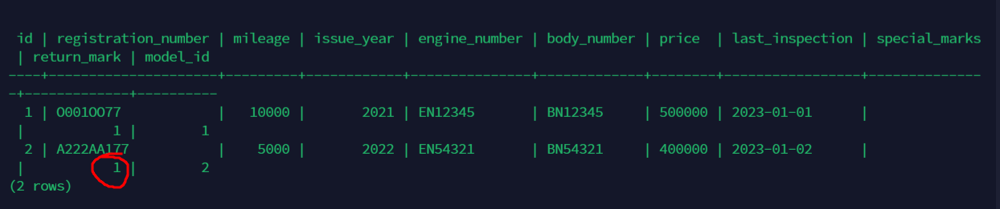 id | registration_number | mileage | issue_year | engine_number | body_number | price | last_inspection | special_marks
| return_mark | model_id
----+---------------------+---------+------------+---------------+-------------+--------+-----------------+--------------
-+-------------+----------
1 | O001OO77 | 10000 | 2021 | EN12345 | BN12345 | 500000 | 2023-01-01 |
| 1 | 1
2 | A222AA177 | 5000 | 2022 | EN54321 | BN54321 | 400000 | 2023-01-02 |
| 1 | 2
(2 rows)